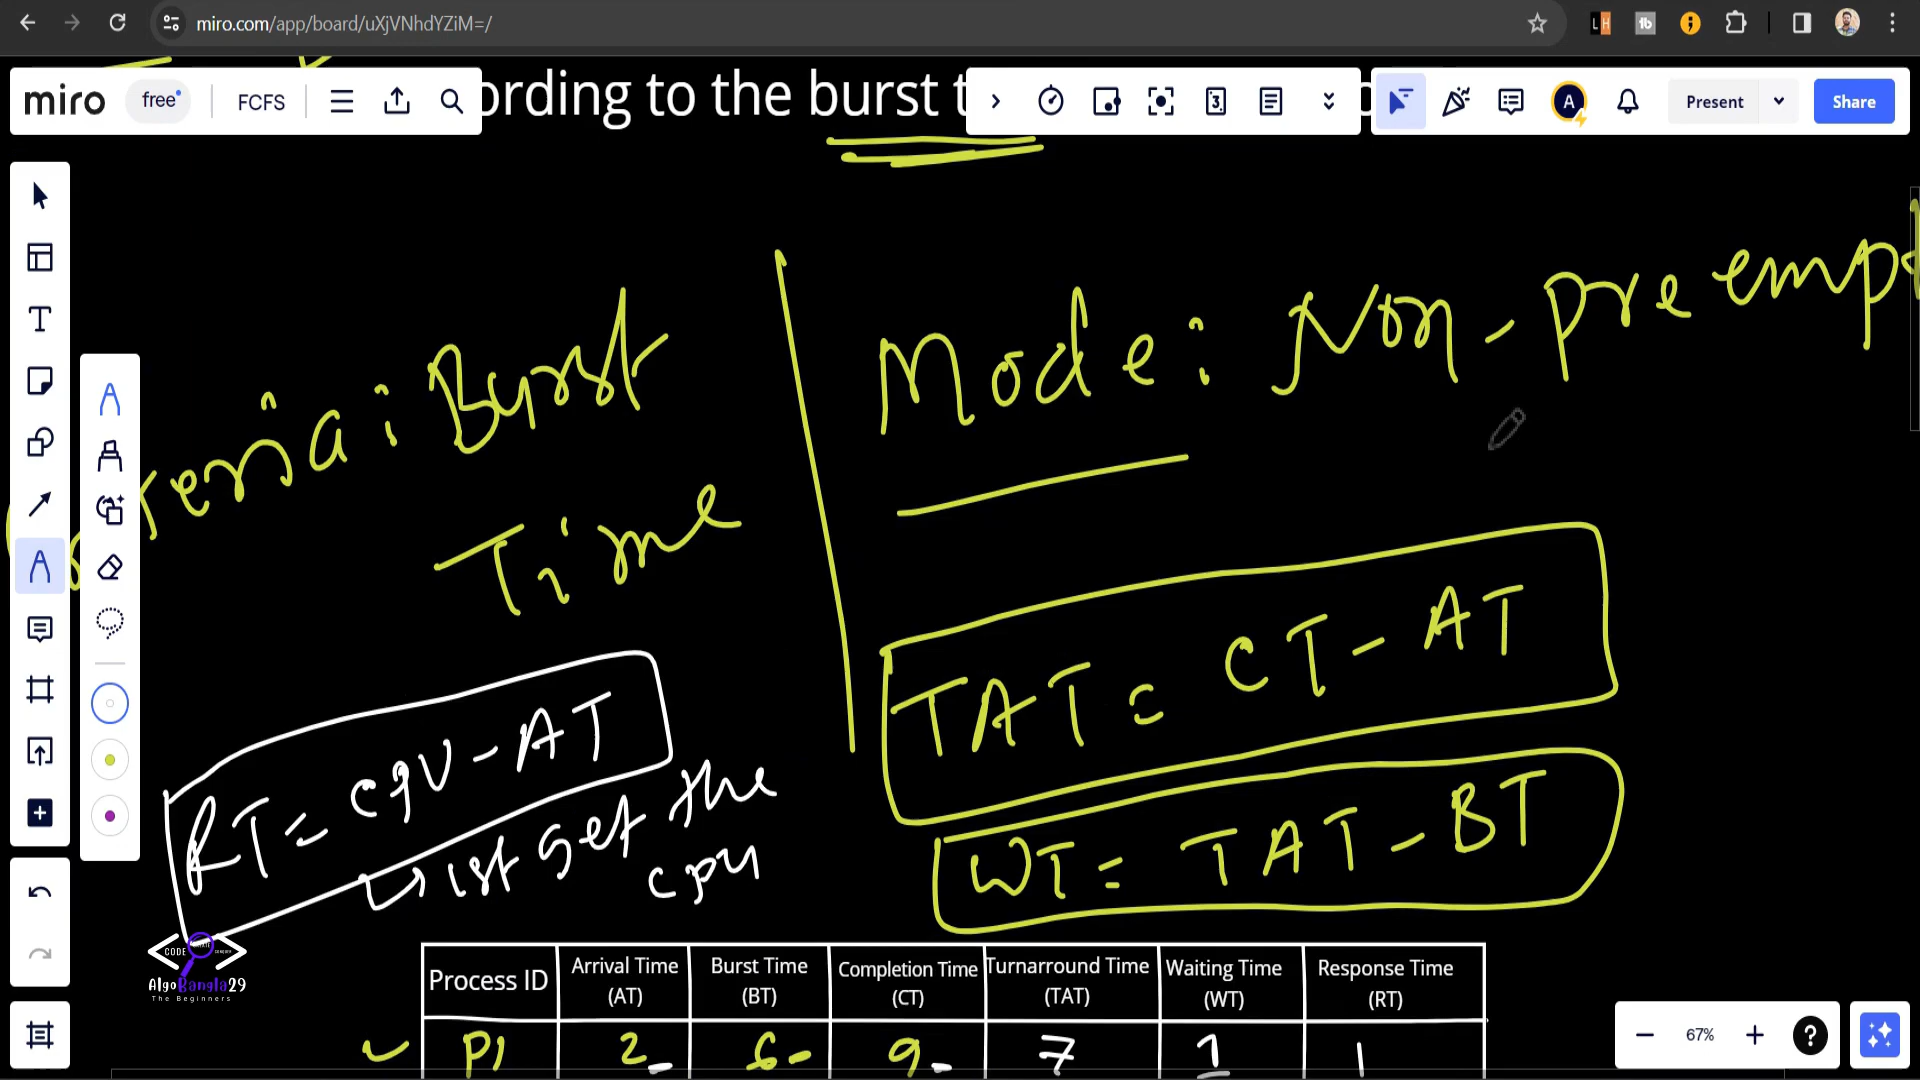 miro.com/app/board/uXjVNhdYZiM=/
miro free FCFS
ording to the burst t
3
A
Present
Share
Mode: Non-preemp
teria: Burst
Time
TAT = CT - AT
RT = CPU - AT
1st get the
CPU
WT = TAT - BT
CODE
AlgoBangla29
The Beginners
Process ID
Arrival Time
(AT)
Burst Time
(BT)
Completion Time
(CT)
Turnarround Time
(TAT)
Waiting Time
(WT)
Response Time
(RT)
P1 2 6 9 7 1 1
67%